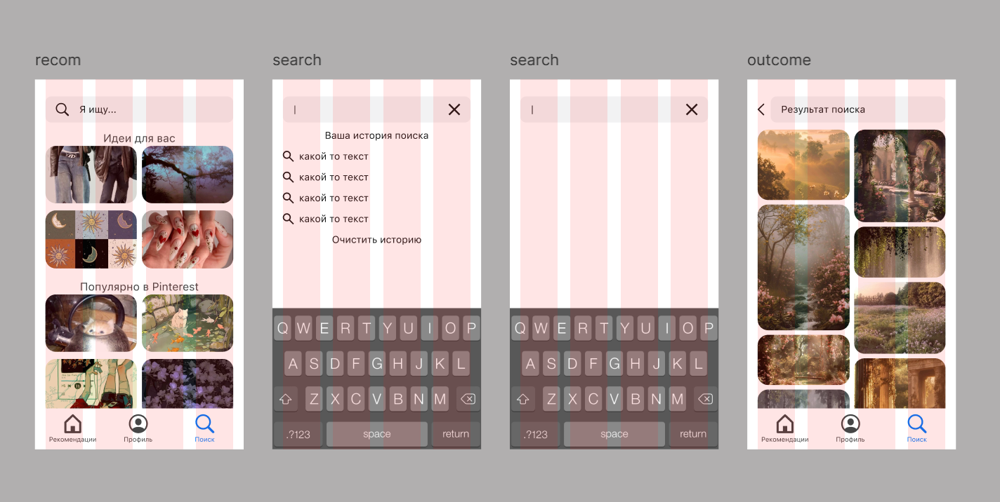 recom
Я ищу...
Идеи для вас
Популярно в Pinterest
Рекомендации
Профиль
Поиск
search
Ваша история поиска
какой то текст
какой то текст
какой то текст
какой то текст
Очистить историю
Q W E R T Y U I O P
A S D F G H J K L
Z X C V B N M
.?123 space return
search
Q W E R T Y U I O P
A S D F G H J K L
Z X C V B N M
.?123 space return
outcome
Результат поиска
Рекомендации
Профиль
Поиск